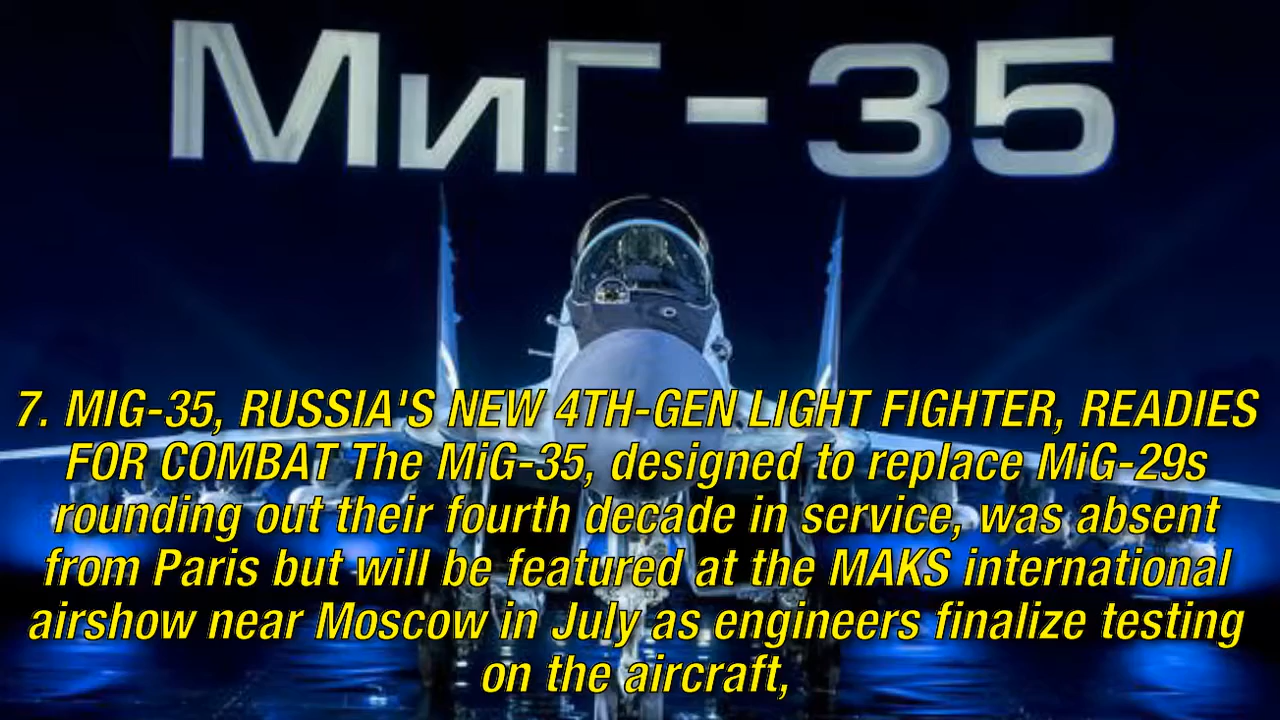 МиГ-35
7. MIG-35, RUSSIA'S NEW 4TH-GEN LIGHT FIGHTER, READIES
FOR COMBAT The MiG-35, designed to replace MiG-29s
rounding out their fourth decade in service, was absent
from Paris but will be featured at the MAKS international
airshow near Moscow in July as engineers finalize testing
on the aircraft,